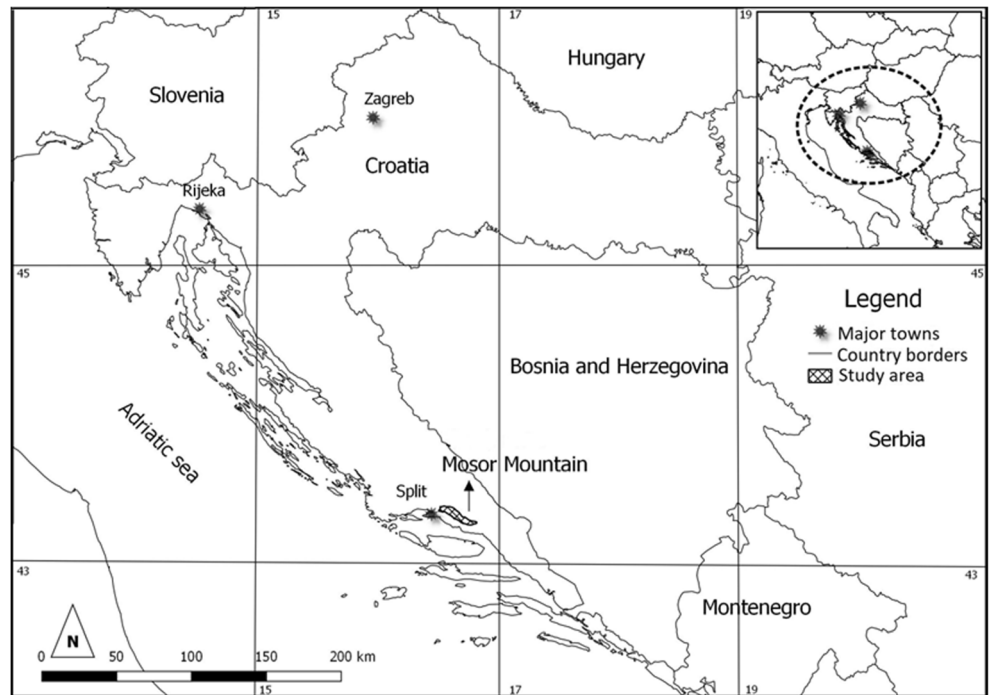 15
17
19
Hungary
Slovenia
Zagreb
Croatia
Rijeka
45
45
Legend
Major towns
Country borders
Study area
Bosnia and Herzegovina
Adriatic sea
Serbia
Mosor Mountain
Split
43
43
Montenegro
N
0 50 100 150 200 km
15
17
19